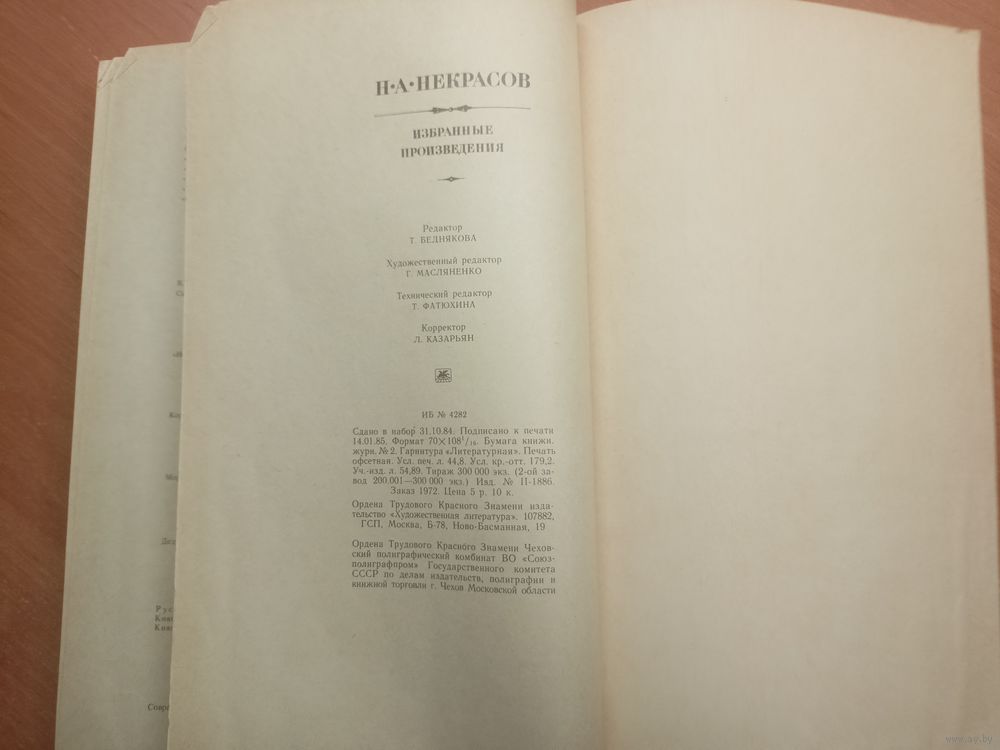 Н·А·НЕКРАСОВ
ИЗБРАННЫЕ
ПРОИЗВЕДЕНИЯ
Редактор
Т. БЕДНЯКОВА
Художественный редактор
Г. МАСЛЯНЕНКО
Технический редактор
Т. ФАТЮХИНА
Корректор
Л. КАЗАРЬЯН
ИБ № 4282
Сдано в набор 31.10.84. Подписано к печати
14.01.85. Формат 70×108¹/₁₆. Бумага книжн.
журн. № 2. Гарнитура «Литературная». Печать
офсетная. Усл. печ. л. 44,8. Усл. кр.-отт. 179,2.
Уч.-изд. л. 54,89. Тираж 300 000 экз. (2-ой за-
вод 200.001—300 000 экз.) Изд. № II-1886.
Заказ 1972. Цена 5 р. 10 к.
Ордена Трудового Красного Знамени изда-
тельство «Художественная литература». 107882,
ГСП, Москва, Б-78, Ново-Басманная, 19
Ордена Трудового Красного Знамени Чехов-
ский полиграфический комбинат ВО «Союз-
полиграфпром» Государственного комитета
СССР по делам издательств, полиграфии и
книжной торговли г. Чехов Московской области
www.ay.by